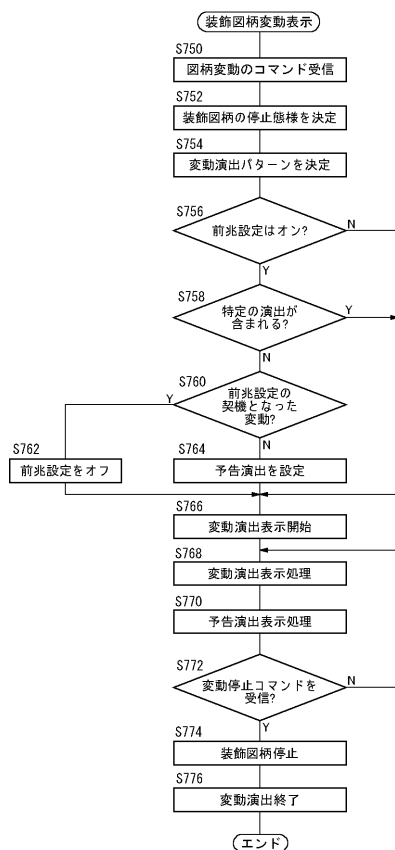 装飾図柄変動表示
S750
図柄変動のコマンド受信
S752
装飾図柄の停止態様を決定
S754
変動演出パターンを決定
S756
前兆設定はオン?
N
Y
S758
特定の演出が
含まれる?
Y
N
S760
前兆設定の
契機となった
変動?
Y
N
S762
前兆設定をオフ
S764
予告演出を設定
S766
変動演出表示開始
S768
変動演出表示処理
S770
予告演出表示処理
S772
変動停止コマンドを
受信?
N
Y
S774
装飾図柄停止
S776
変動演出終了
エンド